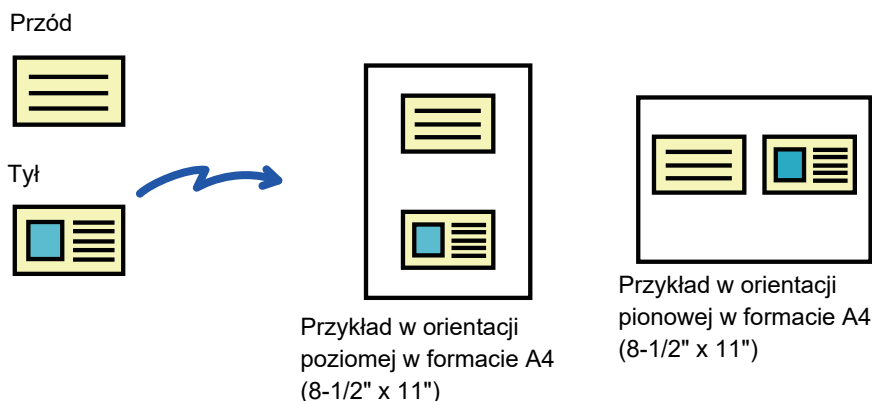 Przód
Tył
Przykład w orientacji
poziomej w formacie A4
(8-1/2" x 11")
Przykład w orientacji
pionowej w formacie A4
(8-1/2" x 11")